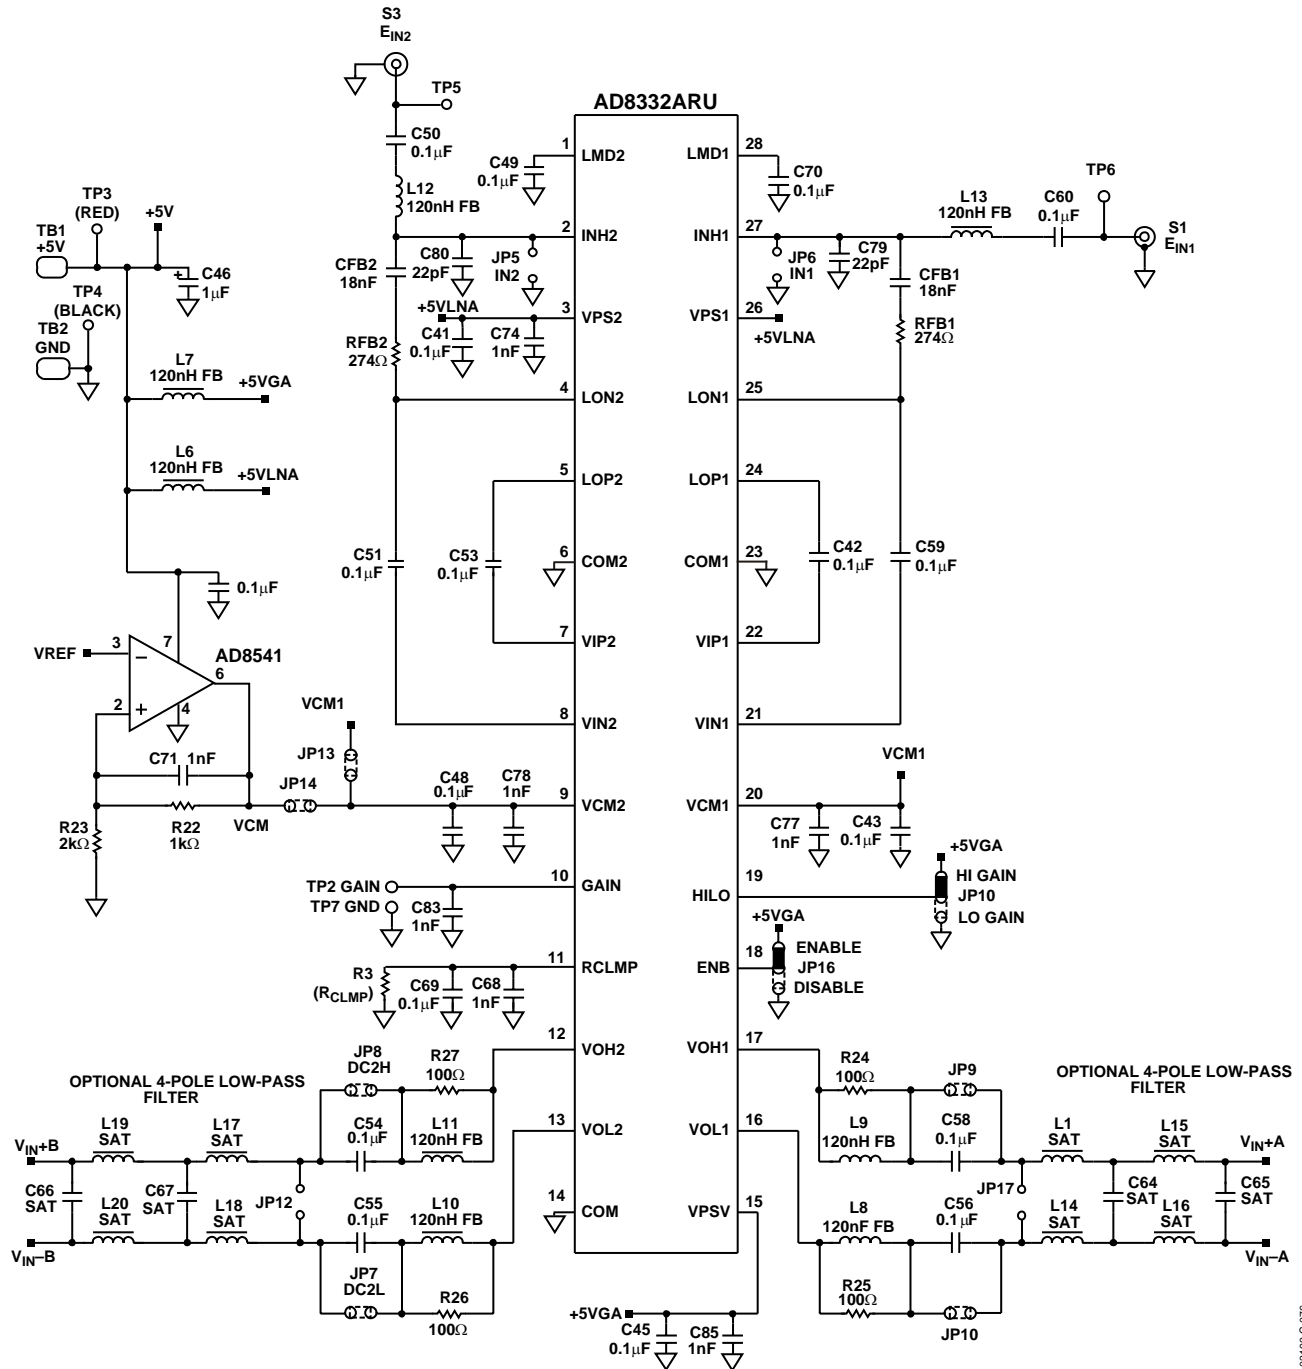 S3
EIN2
TP5
AD8332ARU
C50
0.1µF
L12
120nH FB
C49
0.1µF
1
LMD2
LMD1
28
C70
0.1µF
TP6
L13
120nH FB
C60
0.1µF
S1
EIN1
TP3
(RED)
+5V
TB1
+5V
C46
1µF
+
TP4
(BLACK)
TB2
GND
2
INH2
INH1
27
C80
22pF
JP5
IN2
CFB2
18nF
JP6
IN1
C79
22pF
CFB1
18nF
+5VLNA
3
VPS2
VPS1
26
+5VLNA
C41
0.1µF
C74
1nF
RFB2
274Ω
RFB1
274Ω
L7
120nH FB
+5VGA
4
LON2
LON1
25
L6
120nH FB
+5VLNA
5
LOP2
LOP1
24
C51
0.1µF
C53
0.1µF
6
COM2
COM1
23
C42
0.1µF
C59
0.1µF
0.1µF
VREF
3
–
7
AD8541
6
2
+
4
7
VIP2
VIP1
22
8
VIN2
VIN1
21
C71
1nF
VCM1
JP13
JP14
C48
0.1µF
C78
1nF
9
VCM2
VCM1
20
VCM1
C77
1nF
C43
0.1µF
R23
2kΩ
R22
1kΩ
VCM
TP2 GAIN
TP7 GND
C83
1nF
10
GAIN
HILO
19
+5VGA
HI GAIN
JP10
LO GAIN
R3
(RCLMP)
C69
0.1µF
C68
1nF
11
RCLMP
ENB
18
+5VGA
ENABLE
JP16
DISABLE
12
VOH2
VOH1
17
OPTIONAL 4-POLE LOW-PASS
FILTER
JP8
DC2H
R27
100Ω
R24
100Ω
JP9
OPTIONAL 4-POLE LOW-PASS
FILTER
VIN+B
L19
SAT
L17
SAT
C54
0.1µF
L11
120nH FB
13
VOL2
VOL1
16
L9
120nH FB
C58
0.1µF
L1
SAT
L15
SAT
VIN+A
C66
SAT
C67
SAT
JP12
JP17
C64
SAT
C65
SAT
VIN–B
L20
SAT
L18
SAT
C55
0.1µF
L10
120nH FB
14
COM
VPSV
15
L8
120nF FB
C56
0.1µF
L14
SAT
L16
SAT
VIN–A
JP7
DC2L
R26
100Ω
R25
100Ω
JP10
+5VGA
C45
0.1µF
C85
1nF